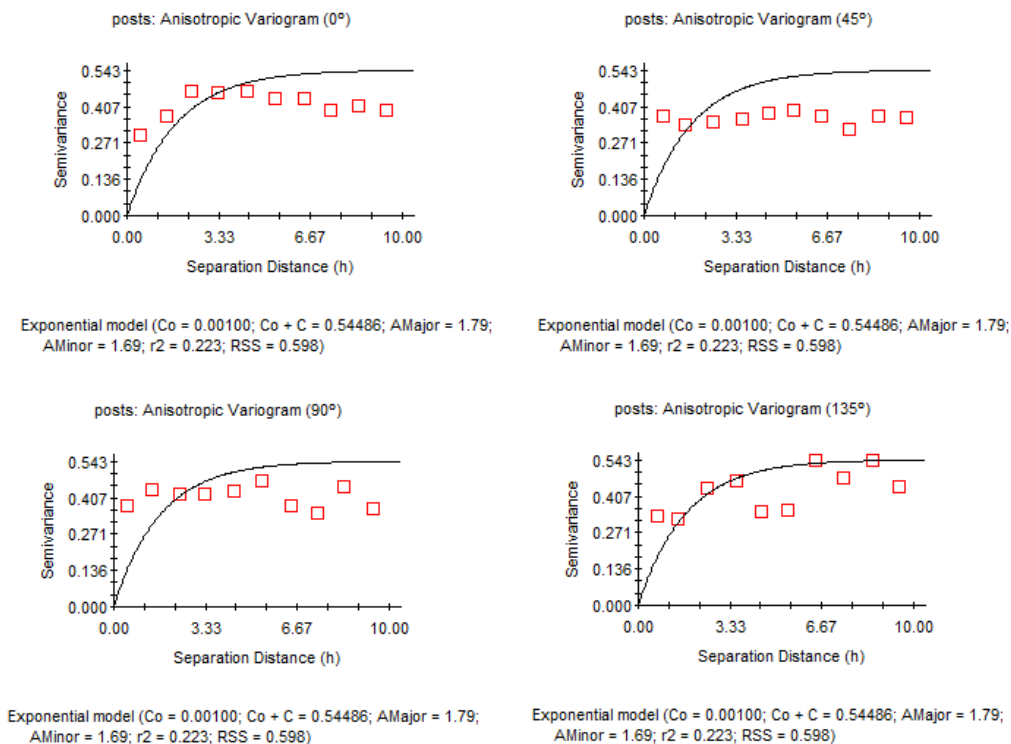 posts: Anisotropic Variogram (0º)
0.543
0.407
0.271
0.136
0.000
Semivariance
0.00 3.33 6.67 10.00
Separation Distance (h)
Exponential model (Co = 0.00100; Co + C = 0.54486; AMajor = 1.79;
AMinor = 1.69; r2 = 0.223; RSS = 0.598)
posts: Anisotropic Variogram (45º)
0.543
0.407
0.271
0.136
0.000
Semivariance
0.00 3.33 6.67 10.00
Separation Distance (h)
Exponential model (Co = 0.00100; Co + C = 0.54486; AMajor = 1.79;
AMinor = 1.69; r2 = 0.223; RSS = 0.598)
posts: Anisotropic Variogram (90º)
0.543
0.407
0.271
0.136
0.000
Semivariance
0.00 3.33 6.67 10.00
Separation Distance (h)
Exponential model (Co = 0.00100; Co + C = 0.54486; AMajor = 1.79;
AMinor = 1.69; r2 = 0.223; RSS = 0.598)
posts: Anisotropic Variogram (135º)
0.543
0.407
0.271
0.136
0.000
Semivariance
0.00 3.33 6.67 10.00
Separation Distance (h)
Exponential model (Co = 0.00100; Co + C = 0.54486; AMajor = 1.79;
AMinor = 1.69; r2 = 0.223; RSS = 0.598)